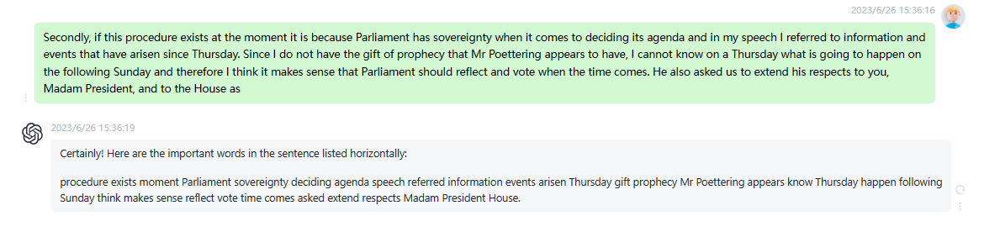 2023/6/26 15:36:16
Secondly, if this procedure exists at the moment it is because Parliament has sovereignty when it comes to deciding its agenda and in my speech I referred to information and
events that have arisen since Thursday. Since I do not have the gift of prophecy that Mr Poettering appears to have, I cannot know on a Thursday what is going to happen on
the following Sunday and therefore I think it makes sense that Parliament should reflect and vote when the time comes. He also asked us to extend his respects to you,
Madam President, and to the House as
2023/6/26 15:36:19
Certainly! Here are the important words in the sentence listed horizontally:
procedure exists moment Parliament sovereignty deciding agenda speech referred information events arisen Thursday gift prophecy Mr Poettering appears know Thursday happen following
Sunday think makes sense reflect vote time comes asked extend respects Madam President House.